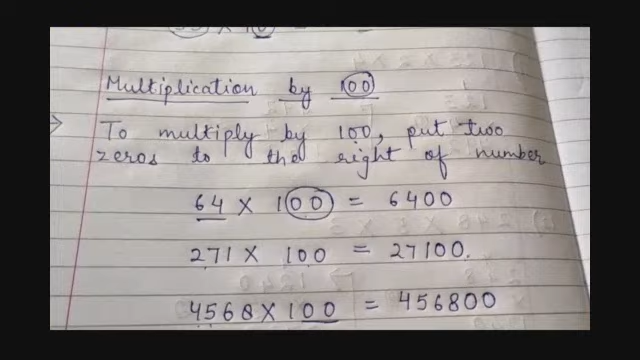 Multiplication by 100
To multiply by 100, put two
zeros to the right of number
64 × 100 = 6400
271 × 100 = 27100.
4568 × 100 = 456800